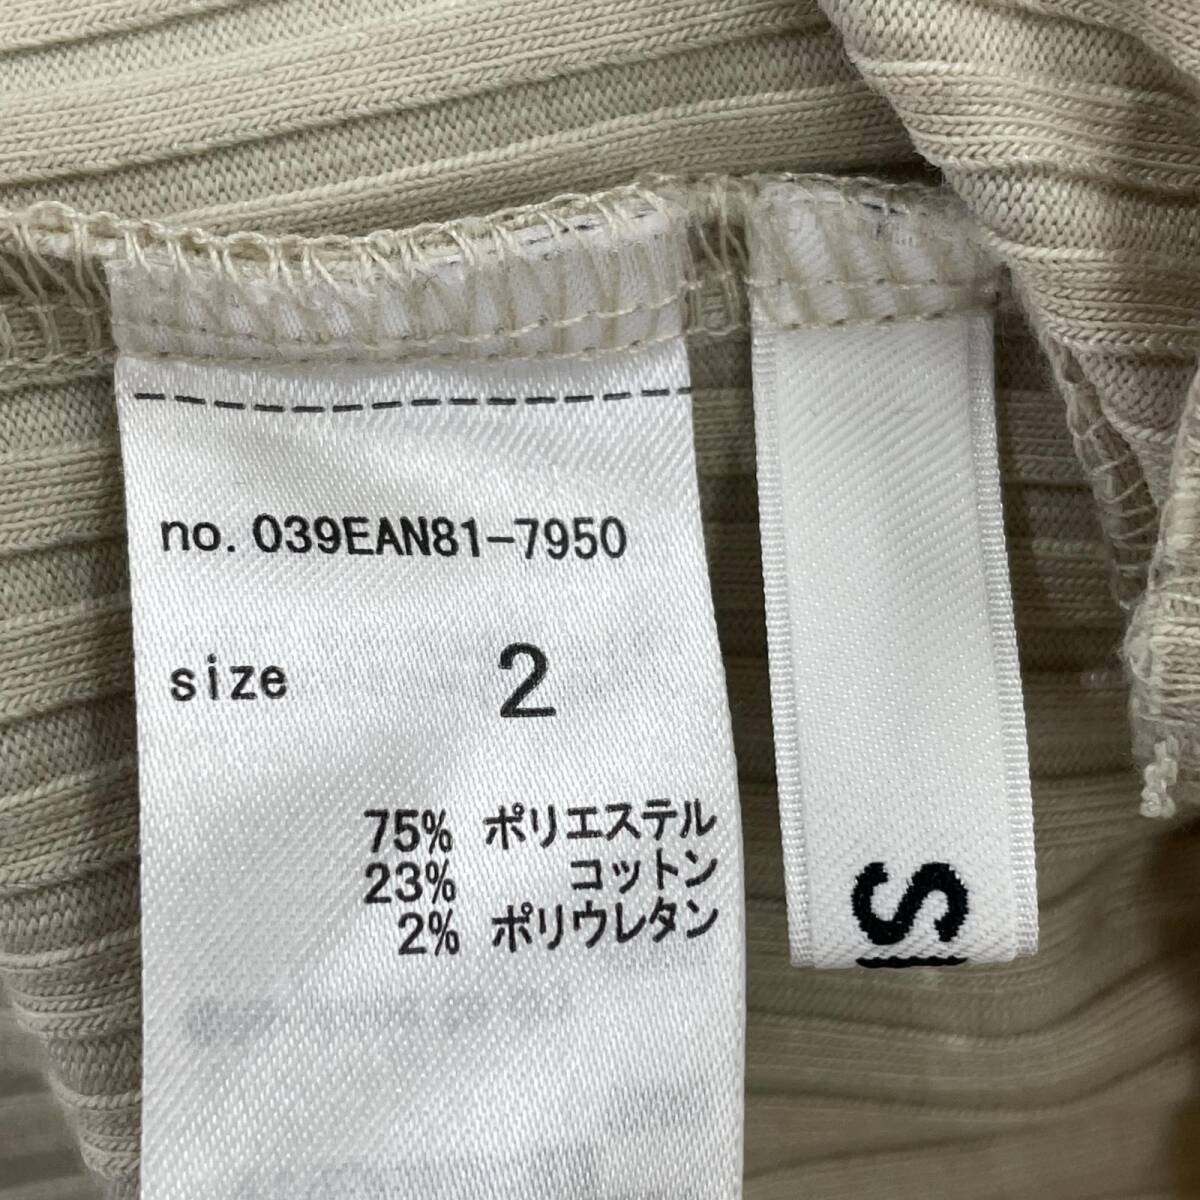 no. 039EAN81-7950
size 2
75% ポリエステル
23% コットン
2% ポリウレタン
S